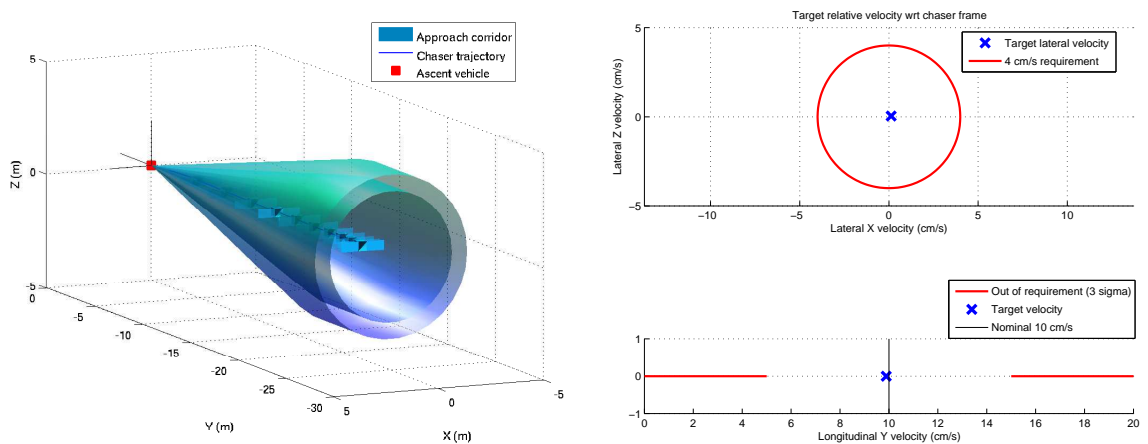 Approach corridor
Chaser trajectory
Ascent vehicle
5
0
-5
Z (m)
0
-5
-10
-15
-20
-25
-30
Y (m)
5
0
-5
X (m)
Target relative velocity wrt chaser frame
Target lateral velocity
4 cm/s requirement
5
0
-5
Lateral Z velocity (cm/s)
-10 -5 0 5 10
Lateral X velocity (cm/s)
Out of requirement (3 sigma)
Target velocity
Nominal 10 cm/s
1
0
-1
0 2 4 6 8 10 12 14 16 18 20
Longitudinal Y velocity (cm/s)